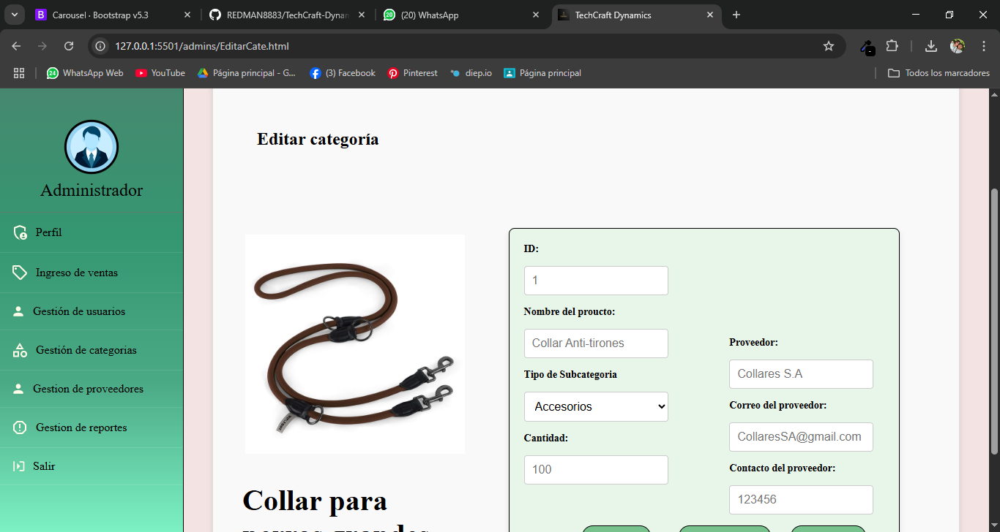 Carousel · Bootstrap v5.3
REDMAN8883/TechCraft-Dynam
(20) WhatsApp
TechCraft Dynamics
127.0.0.1:5501/admins/EditarCate.html
WhatsApp Web
YouTube
Página principal - G...
(3) Facebook
Pinterest
diep.io
Página principal
Todos los marcadores
Administrador
Perfil
Ingreso de ventas
Gestión de usuarios
Gestión de categorias
Gestion de proveedores
Gestion de reportes
Salir
Editar categoría
Collar para
perros grandes
ID:
1
Nombre del proucto:
Collar Anti-tirones
Tipo de Subcategoria
Accesorios
Cantidad:
100
Proveedor:
Collares S.A
Correo del proveedor:
CollaresSA@gmail.com
Contacto del proveedor:
123456